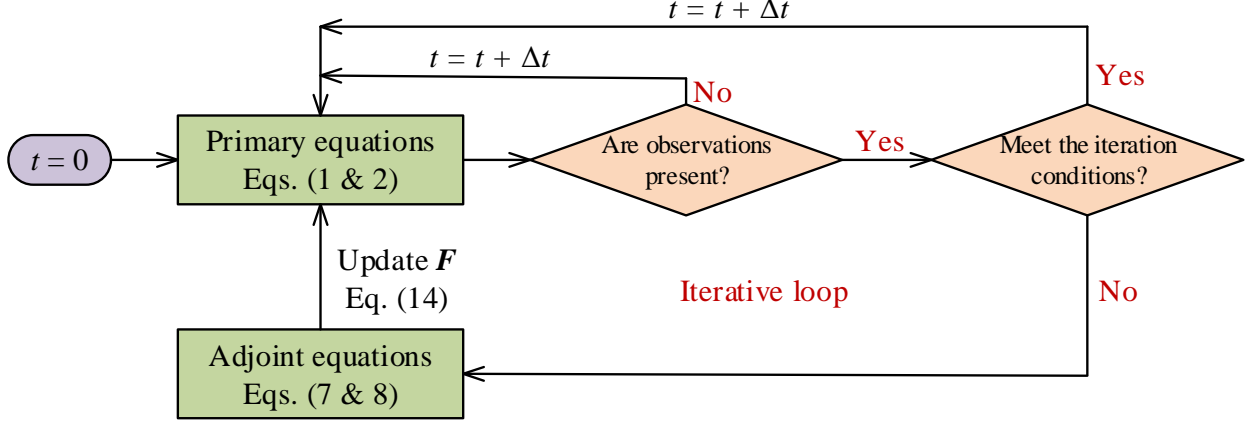 t = t + Δt
t = t + Δt
No
Yes
t = 0
Primary equations
Eqs. (1 & 2)
Are observations
present?
Yes
Meet the iteration
conditions?
Update F
Eq. (14)
Iterative loop
No
Adjoint equations
Eqs. (7 & 8)